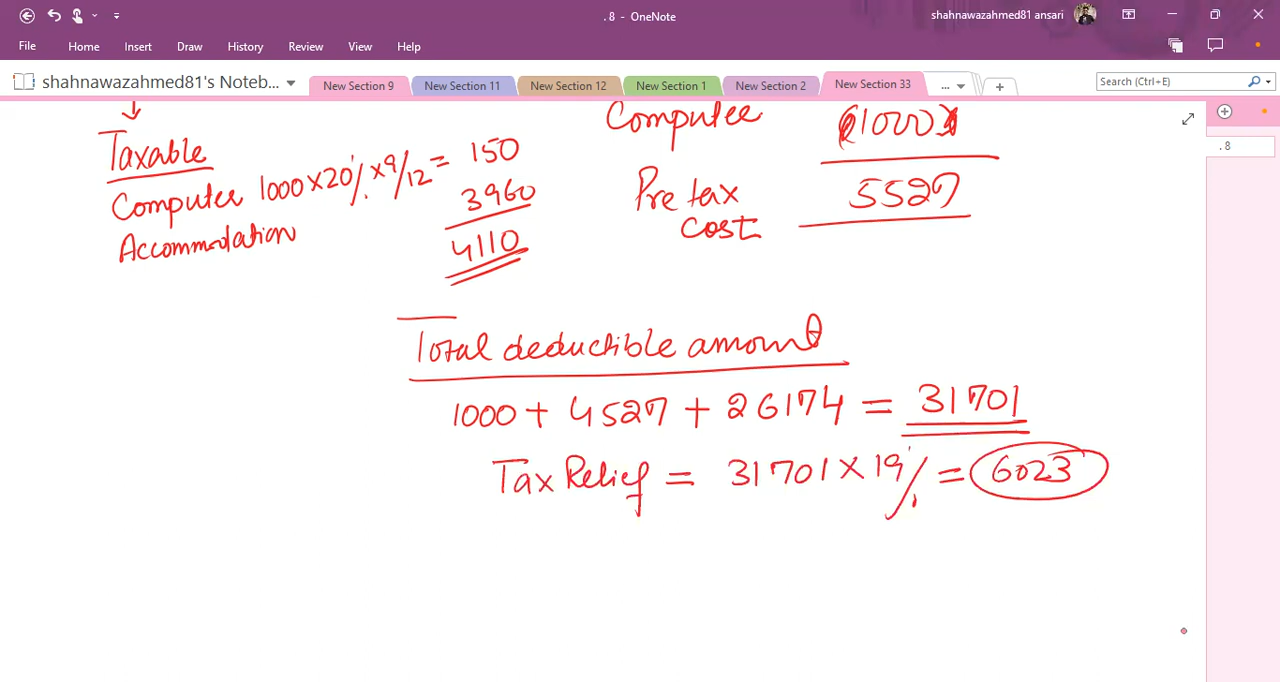 . 8 - OneNote
shahnawazahmed81 ansari
File Home Insert Draw History Review View Help
shahnawazahmed81's Noteb...
New Section 9
New Section 11
New Section 12
New Section 1
New Section 2
New Section 33
...
Search (Ctrl+E)
. 8
Taxable
Computer 1000 x 20% x 9/12 = 150
Accommodation 3960
4110
Computer (1000)
Pre tax cost 5527
Total deductible amount
1000 + 4527 + 26174 = 31701
Tax Relief = 31701 x 19% = 6023